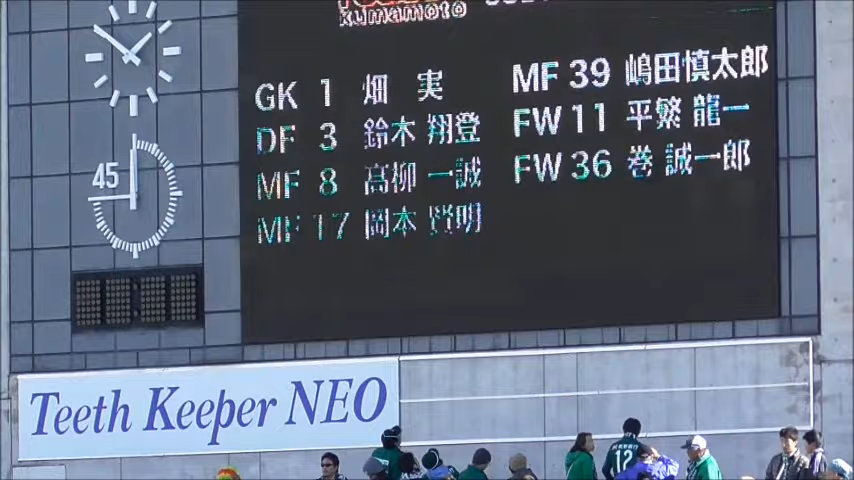 kumamoto
GK 1 畑 実
DF 3 鈴木 翔登
MF 8 高柳 一誠
MF 17 岡本 賢明
MF 39 嶋田慎太郎
FW 11 平繁 龍一
FW 36 巻 誠一郎
45
Teeth Keeper NEO
12